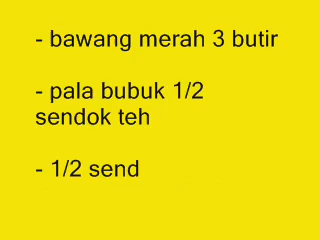 - bawang merah 3 butir
- pala bubuk 1/2
sendok teh
- 1/2 send